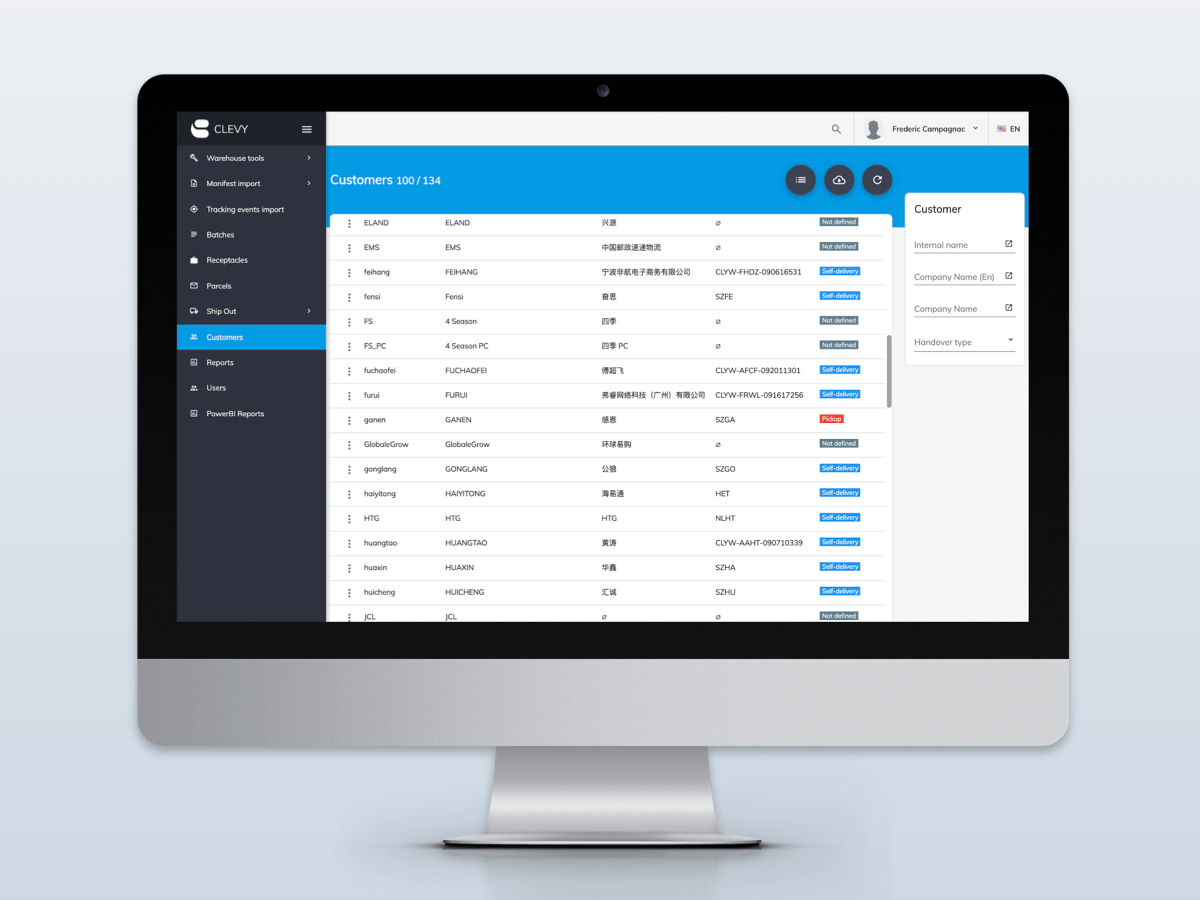 CLEVY
Frederic Campagnac
EN
Warehouse tools
Manifest import
Tracking events import
Batches
Receptacles
Parcels
Ship Out
Customers
Reports
Users
PowerBI Reports
Customers 100 / 134
ELAND ELAND 兴源 ∅ Not defined
EMS EMS 中国邮政速递物流 ∅ Not defined
feihang FEIHANG 宁波非航电子商务有限公司 CLYW-FHDZ-090616531 Self-delivery
fensi Fensi 奋思 SZFE Self-delivery
FS 4 Season 四季 ∅ Not defined
FS_PC 4 Season PC 四季 PC ∅ Not defined
fuchaofei FUCHAOFEI 傅超飞 CLYW-AFCF-092011301 Self-delivery
furui FURUI 弗睿网络科技（广州）有限公司 CLYW-FRWL-091617256 Self-delivery
ganen GANEN 感恩 SZGA Pickup
GlobaleGrow GlobaleGrow 环球易购 ∅ Not defined
gonglang GONGLANG 公狼 SZGO Self-delivery
haiyitong HAIYITONG 海易通 HET Self-delivery
HTG HTG HTG NLHT Self-delivery
huangtao HUANGTAO 黄涛 CLYW-AAHT-090710339 Self-delivery
huaxin HUAXIN 华鑫 SZHA Self-delivery
huicheng HUICHENG 汇诚 SZHU Self-delivery
JCL JCL ∅ ∅ Not defined
Customer
Internal name
Company Name (En)
Company Name
Handover type